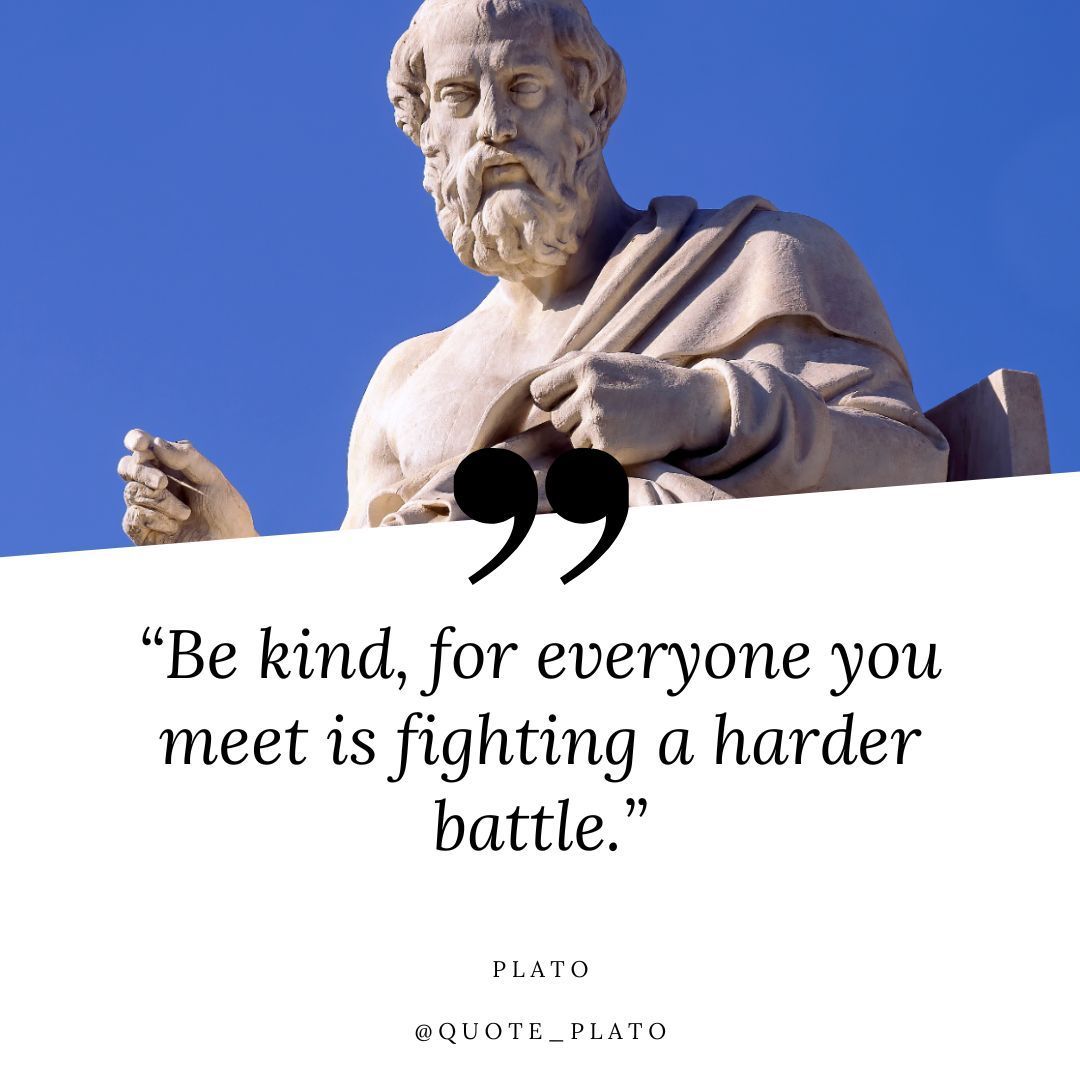 ”
“Be kind, for everyone you
meet is fighting a harder
battle.”
PLATO
@QUOTE_PLATO